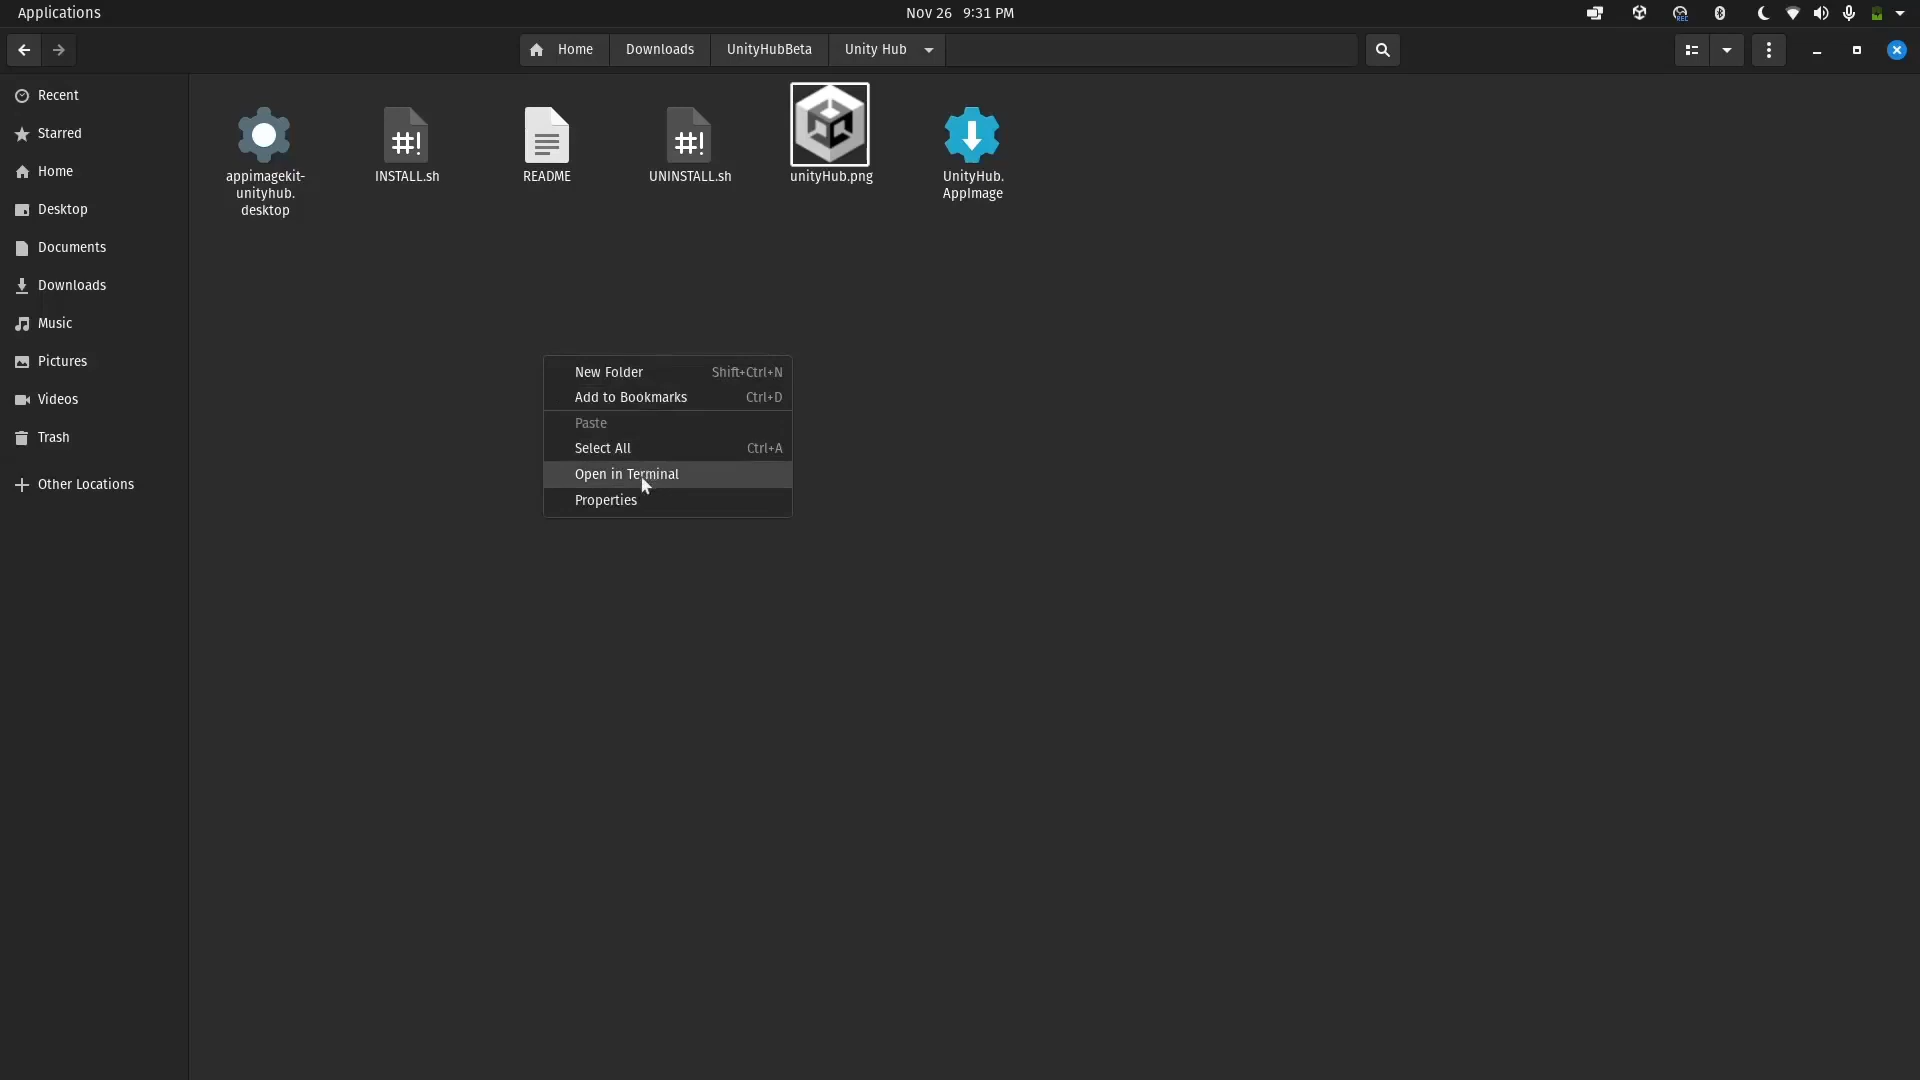 Applications
Nov 26 9:31 PM
REC
Home
Downloads
UnityHubBeta
Unity Hub
Recent
Starred
Home
Desktop
Documents
Downloads
Music
Pictures
Videos
Trash
Other Locations
appimagekit-
unityhub.
desktop
#!
INSTALL.sh
README
#!
UNINSTALL.sh
unityHub.png
UnityHub.
AppImage
New Folder Shift+Ctrl+N
Add to Bookmarks Ctrl+D
Paste
Select All Ctrl+A
Open in Terminal
Properties